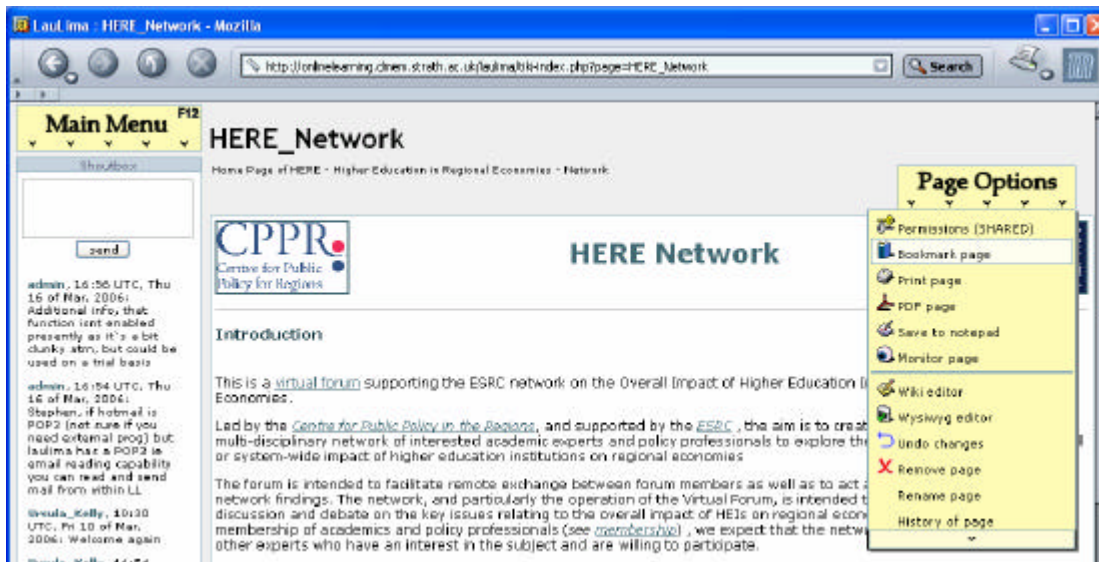 LauLima : HERE_Network - Mozilla
http://onlinelearning.dmem.strath.ac.uk/laulima/tiki-index.php?page=HERE_Network
Search
Main Menu F12
Shoutbox
send
admin, 16:56 UTC, Thu
16 of Mar, 2006:
Additional info, that
function isnt enabled
presently as it's a bit
clunky atm, but could be
used on a trial basis
admin, 16:54 UTC, Thu
16 of Mar, 2006:
Stephen, if hotmail is
POP3 (not sure if you
need external prog) but
laulima has a POP3 ie
email reading capability
you can read and send
mail from within LL
Ursula_Kelly, 10:30
UTC, Fri 10 of Mar,
2006: Welcome again
HERE_Network
Home Page of HERE - Higher Education in Regional Economies - Network
CPPR
Centre for Public
Policy for Regions
HERE Network
Introduction
This is a virtual forum supporting the ESRC network on the Overall Impact of Higher Education
Economies.
Led by the Centre for Public Policy in the Regions, and supported by the ESRC , the aim is to creat
multi-disciplinary network of interested academic experts and policy professionals to explore the
or system-wide impact of higher education institutions on regional economies
The forum is intended to facilitate remote exchange between forum members as well as to act
network findings. The network, and particularly the operation of the Virtual Forum, is intended t
discussion and debate on the key issues relating to the overall impact of HEIs on regional econ
membership of academics and policy professionals (see membership) , we expect that the netw
other experts who have an interest in the subject and are willing to participate.
Page Options
Permissions (SHARED)
Bookmark page
Print page
PDF page
Save to notepad
Monitor page
Wiki editor
Wysiwyg editor
Undo changes
Remove page
Rename page
History of page